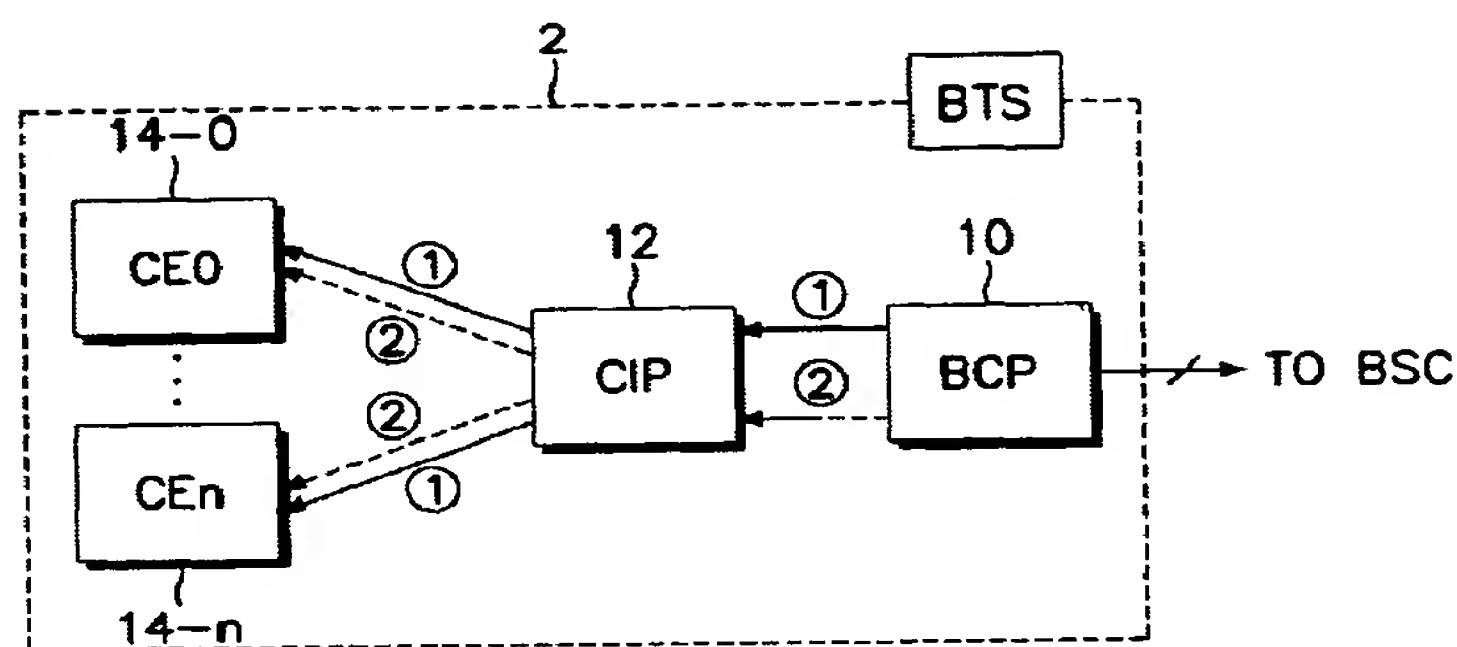 2
BTS
14-0
CE0
①
②
12
CIP
①
②
10
BCP
TO BSC
②
①
CEn
14-n